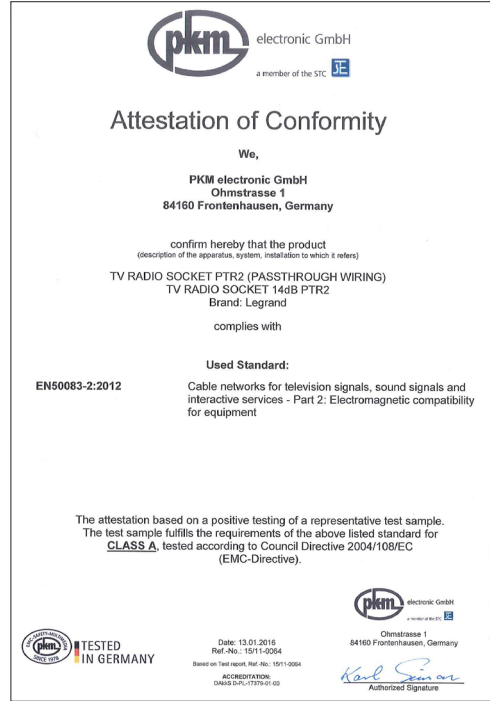 pkm electronic GmbH
a member of the STC
Attestation of Conformity
We,
PKM electronic GmbH
Ohmstrasse 1
84160 Frontenhausen, Germany
confirm hereby that the product
(description of the apparatus, system, installation to which it refers)
TV RADIO SOCKET PTR2 (PASSTHROUGH WIRING)
TV RADIO SOCKET 14dB PTR2
Brand: Legrand
complies with
Used Standard:
EN50083-2:2012 Cable networks for television signals, sound signals and
interactive services - Part 2: Electromagnetic compatibility
for equipment
The attestation based on a positive testing of a representative test sample.
The test sample fulfills the requirements of the above listed standard for
CLASS A, tested according to Council Directive 2004/108/EC
(EMC-Directive).
pkm electronic GmbH
a member of the STC
Ohmstrasse 1
84160 Frontenhausen, Germany
EMC-SAFETY-MULTIMEDIA
pkm
SINCE 1978
TESTED
IN GERMANY
Date: 13.01.2016
Ref.-No.: 15/11-0064
Based on Test report, Ref.-No.: 15/11-0064
ACCREDITATION:
DAkkS D-PL-17379-01-00
Karl
Authorized Signature